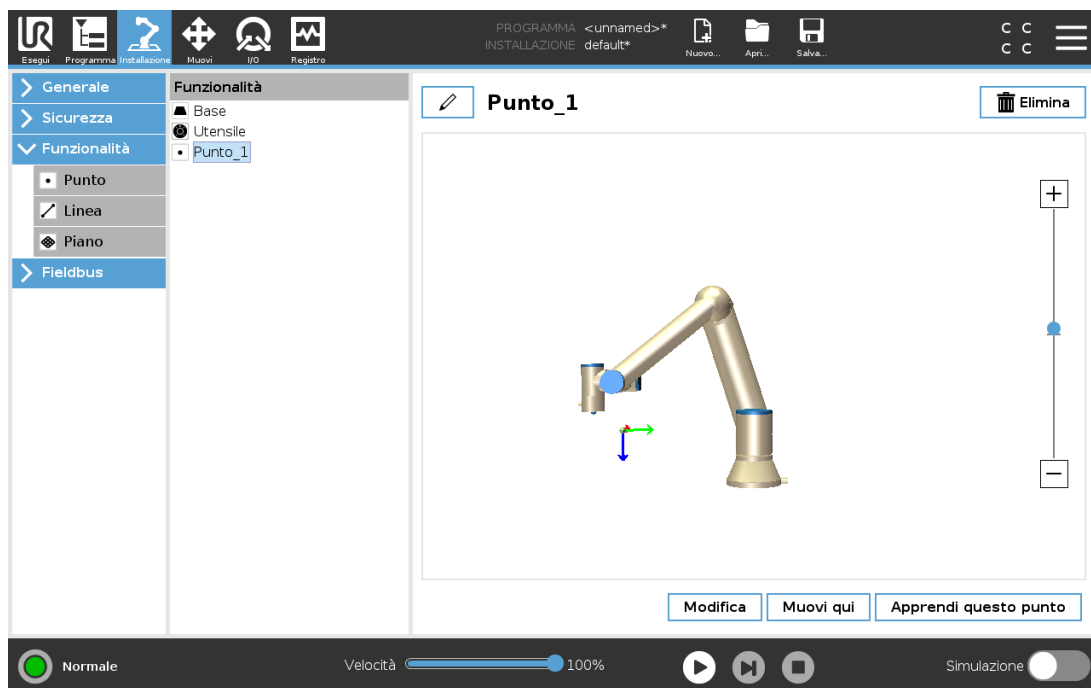 UR
Esegui
Programma
Installazione
Muovi
I/O
Registro
PROGRAMMA <unnamed>*
INSTALLAZIONE default*
Nuovo...
Apri...
Salva...
C C
C C
Generale
Sicurezza
Funzionalità
Punto
Linea
Piano
Fieldbus
Funzionalità
Base
Utensile
Punto_1
Punto_1
Elimina
Modifica
Muovi qui
Apprendi questo punto
Normale
Velocità
100%
Simulazione